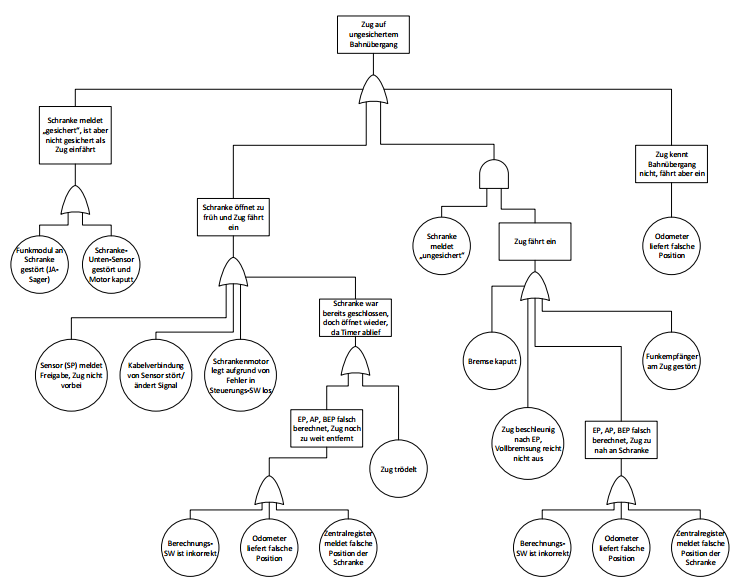 Zug auf
ungesichertem
Bahnübergang
Schranke meldet
„gesichert“, ist aber
nicht gesichert als
Zug einfährt
Zug kennt
Bahnübergang
nicht, fährt aber ein
Schranke öffnet zu
früh und Zug fährt
ein
Schranke
meldet
„ungesichert“
Zug fährt ein
Odometer
liefert falsche
Position
Funkmodul an
Schranke
gestört (JA-
Sager)
Schranke-
Unten-Sensor
gestört und
Motor kaputt
Schranke war
bereits geschlossen,
doch öffnet wieder,
da Timer ablief
Sensor (SP) meldet
Freigabe, Zug nicht
vorbei
Kabelverbindung
von Sensor stört/
ändert Signal
Schrankenmotor
legt aufgrund von
Fehler in
Steuerungs-SW los
Bremse kaputt
Funkempfänger
am Zug gestört
EP, AP, BEP falsch
berechnet, Zug noch
zu weit entfernt
Zug trödelt
Zug beschleunig
nach EP,
Vollbremsung reicht
nicht aus
EP, AP, BEP falsch
berechnet, Zug zu
nah an Schranke
Berechnungs-
SW ist inkorrekt
Odometer
liefert falsche
Position
Zentralregister
meldet falsche
Position der
Schranke
Berechnungs-
SW ist inkorrekt
Odometer
liefert falsche
Position
Zentralregister
meldet falsche
Position der
Schranke